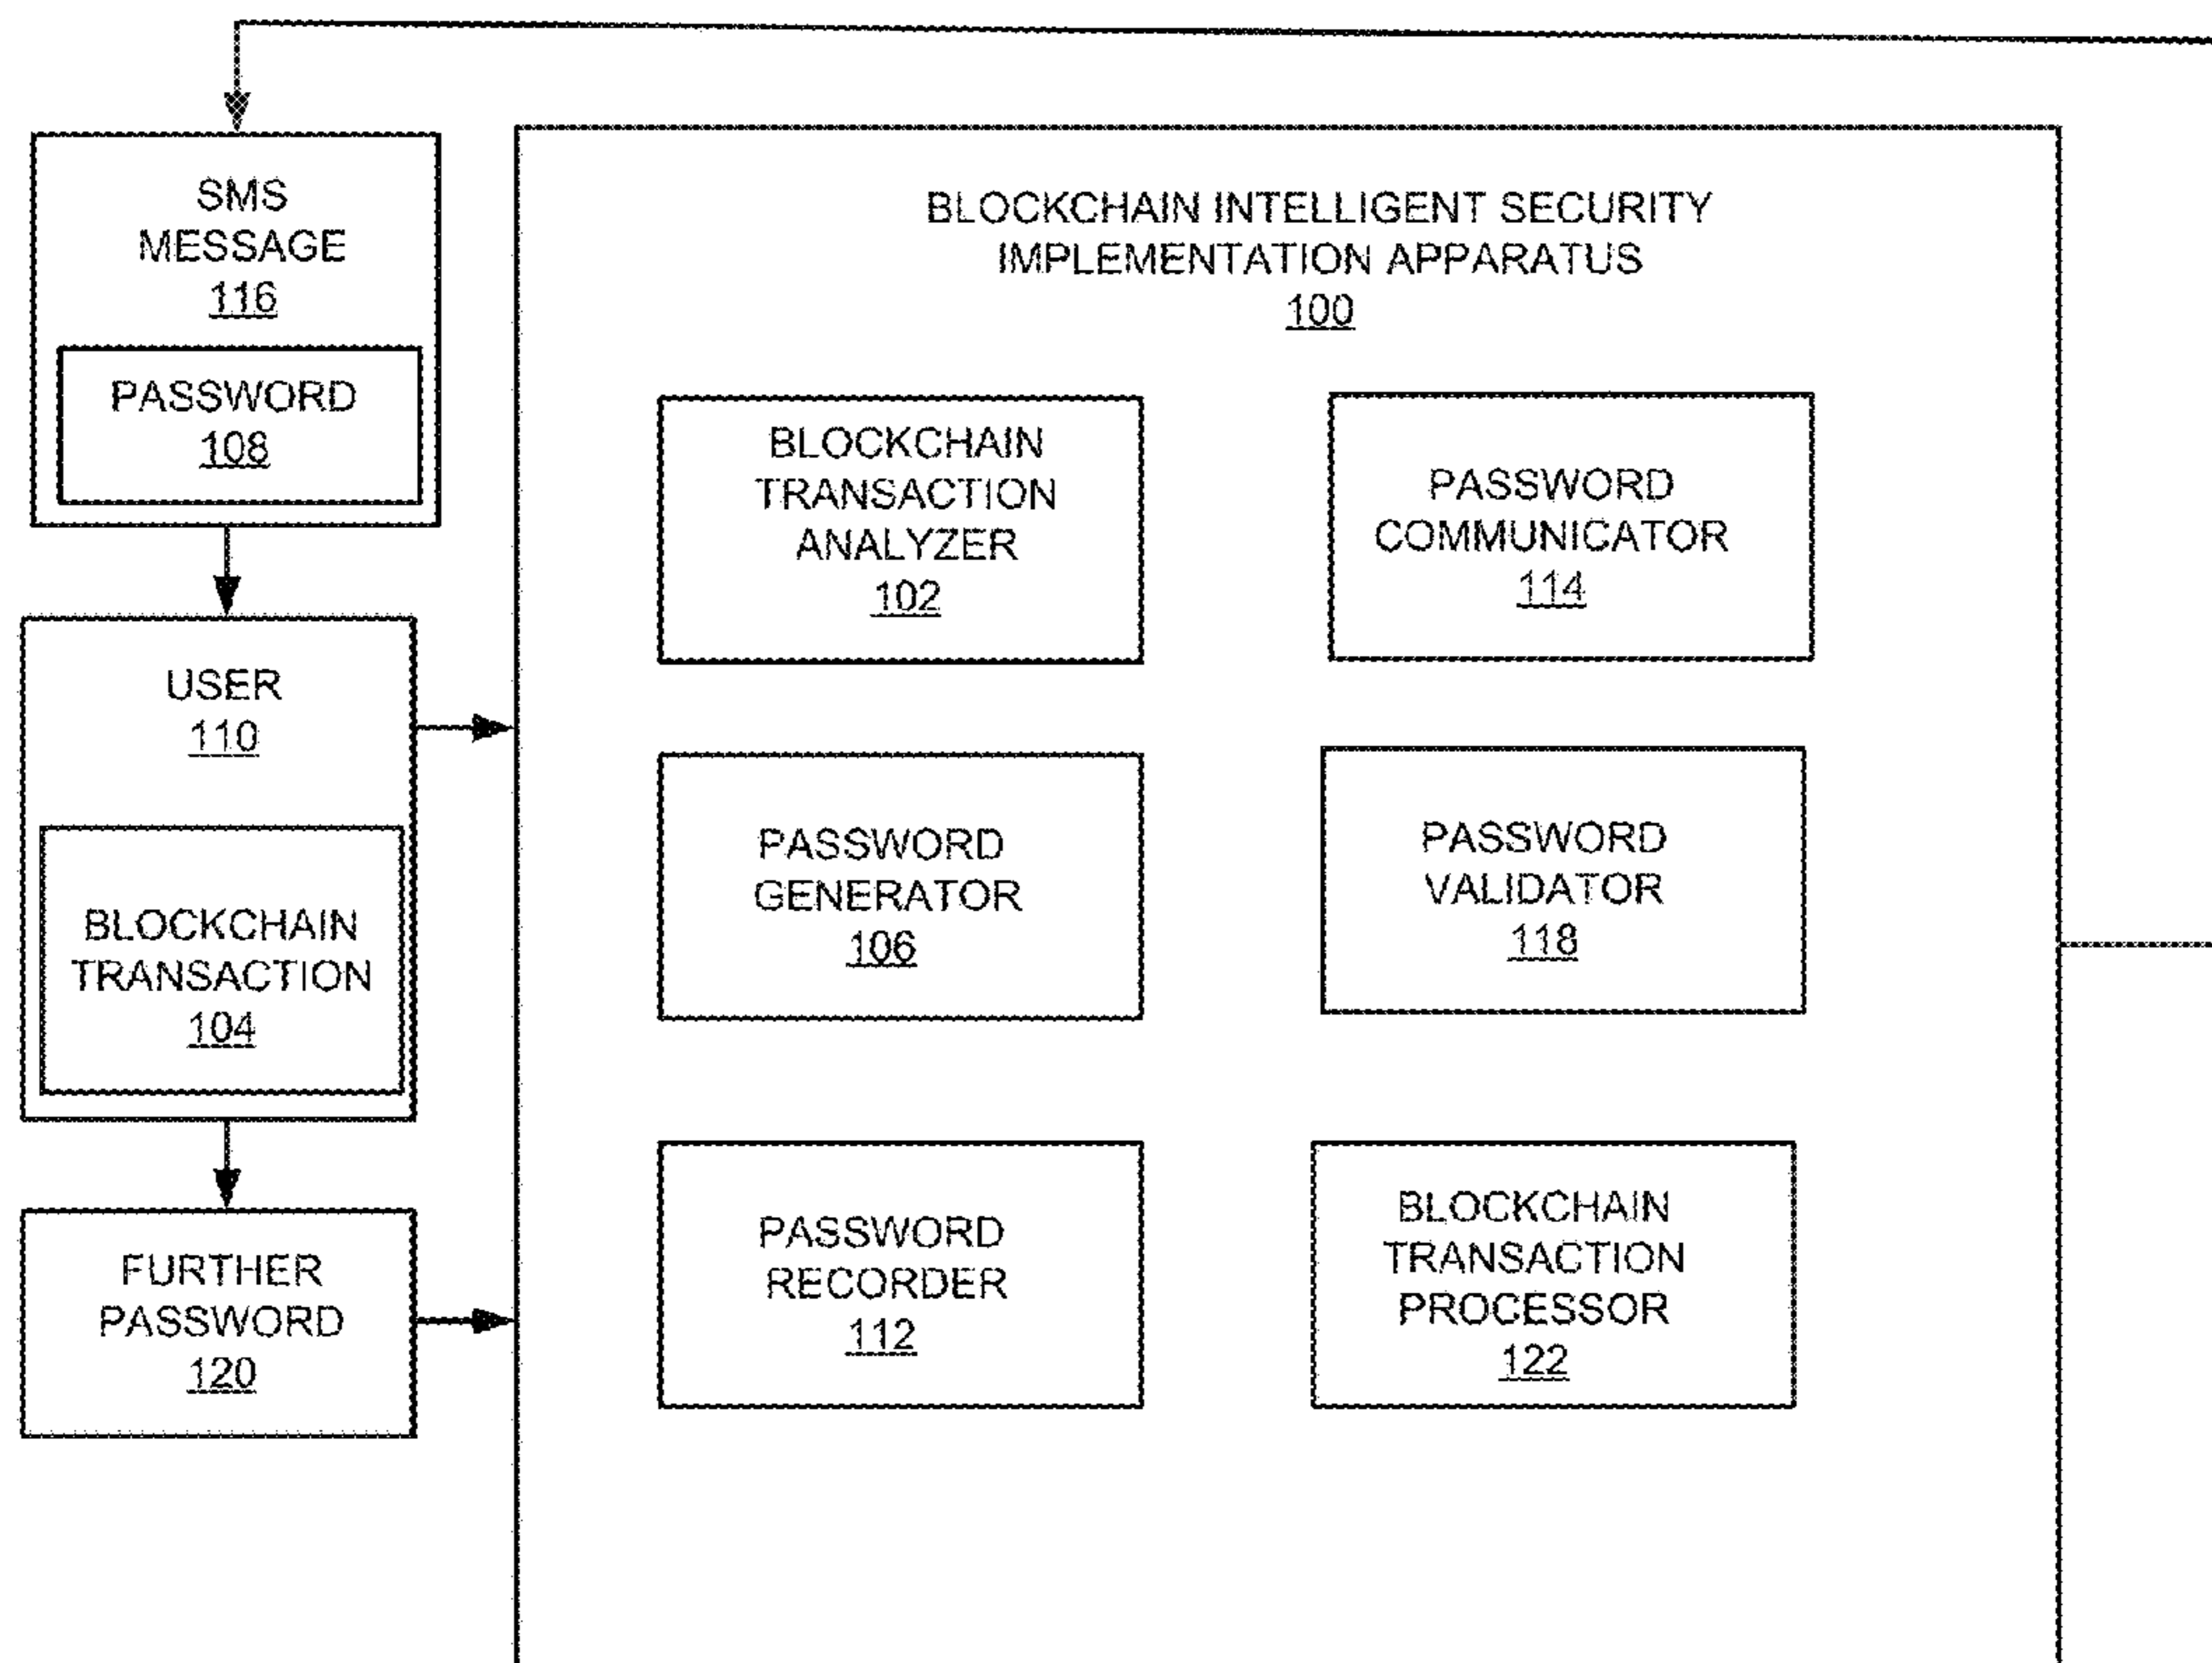 SMS
MESSAGE
116
PASSWORD
108
USER
110
BLOCKCHAIN
TRANSACTION
104
FURTHER
PASSWORD
120
BLOCKCHAIN INTELLIGENT SECURITY
IMPLEMENTATION APPARATUS
100
BLOCKCHAIN
TRANSACTION
ANALYZER
102
PASSWORD
COMMUNICATOR
114
PASSWORD
GENERATOR
106
PASSWORD
VALIDATOR
118
PASSWORD
RECORDER
112
BLOCKCHAIN
TRANSACTION
PROCESSOR
122